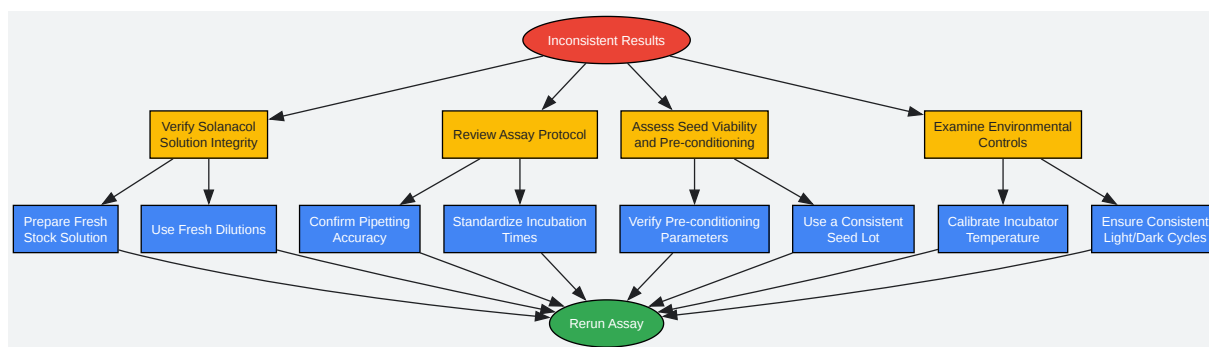 Inconsistent Results
Verify Solanacol
Solution Integrity
Review Assay Protocol
Assess Seed Viability
and Pre-conditioning
Examine Environmental
Controls
Prepare Fresh
Stock Solution
Use Fresh Dilutions
Confirm Pipetting
Accuracy
Standardize Incubation
Times
Verify Pre-conditioning
Parameters
Use a Consistent
Seed Lot
Calibrate Incubator
Temperature
Ensure Consistent
Light/Dark Cycles
Rerun Assay